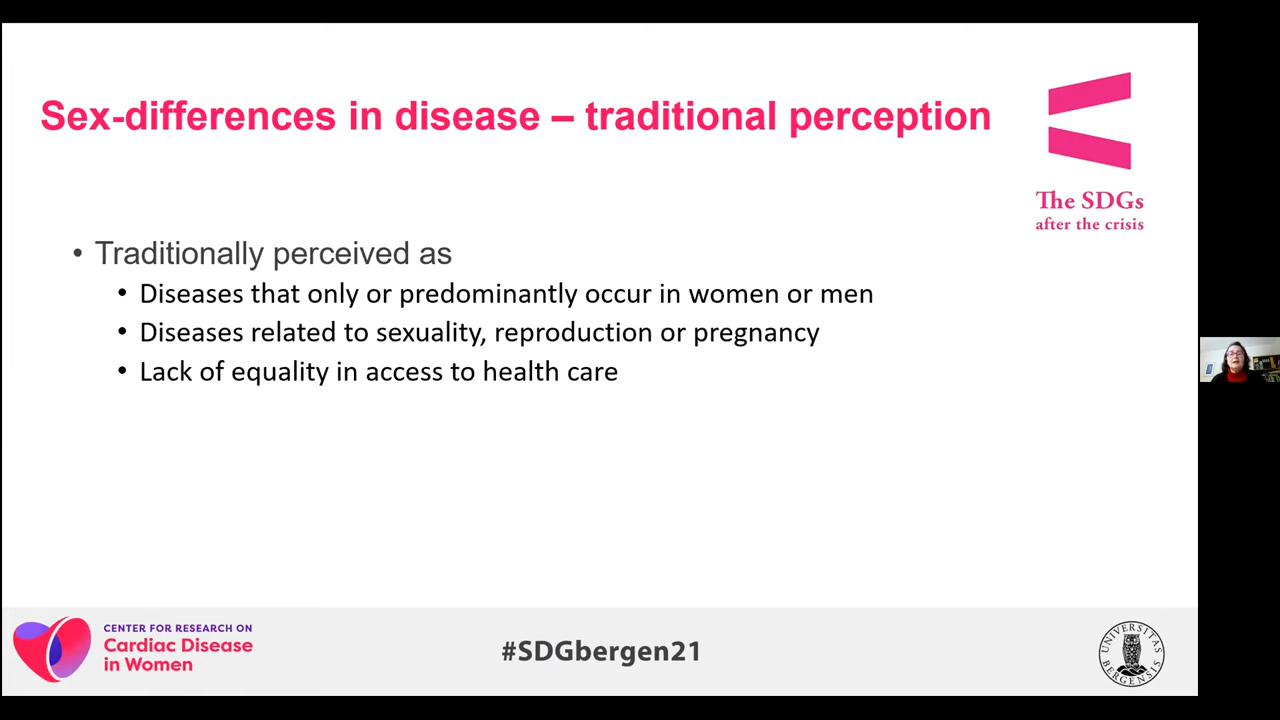 Sex-differences in disease – traditional perception
The SDGs
after the crisis
• Traditionally perceived as
• Diseases that only or predominantly occur in women or men
• Diseases related to sexuality, reproduction or pregnancy
• Lack of equality in access to health care
CENTER FOR RESEARCH ON
Cardiac Disease
in Women
#SDGbergen21
UNIVERSITAS
BERGENSIS